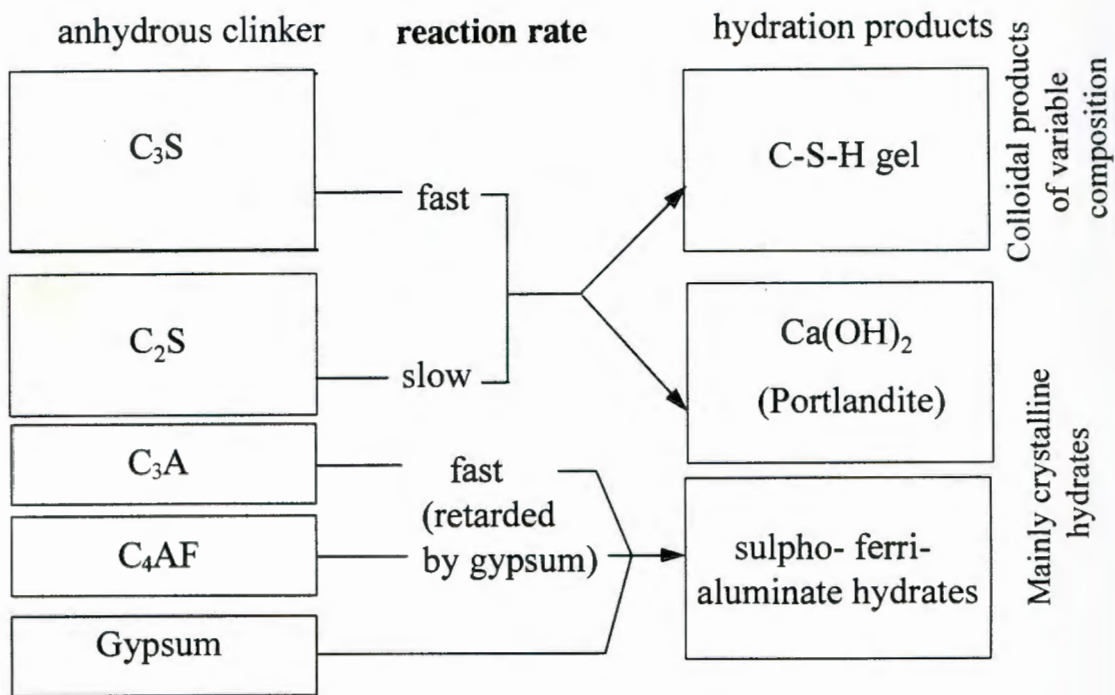 anhydrous clinker
reaction rate
hydration products
C₃S
fast
C-S-H gel
Colloidal products
of variable
composition
C₂S
slow
Ca(OH)₂
(Portlandite)
C₃A
fast
(retarded
by gypsum)
C₄AF
sulpho- ferri-
aluminate hydrates
Mainly crystalline
hydrates
Gypsum